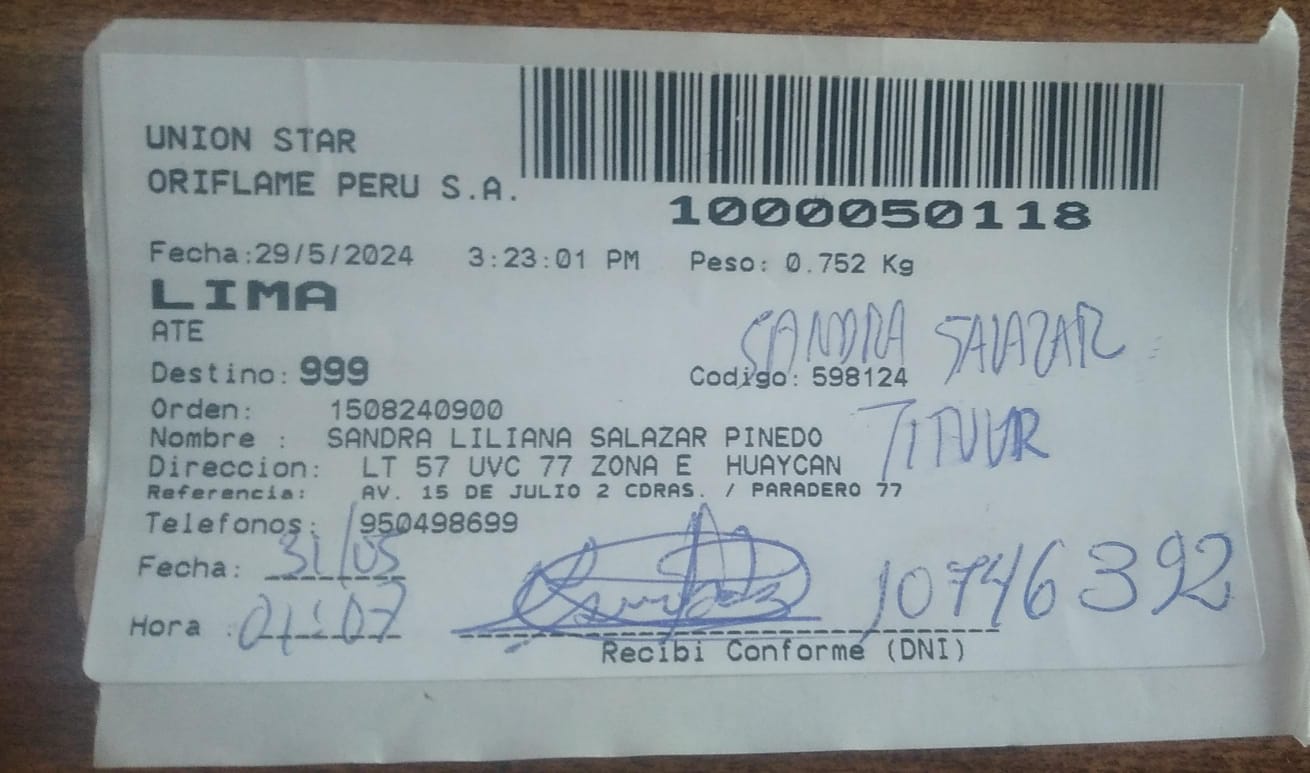 UNION STAR
ORIFLAME PERU S.A.
1000050118
Fecha:29/5/2024 3:23:01 PM Peso: 0.752 Kg
LIMA
ATE
SANDRA SALAZAR
Destino: 999 Codigo: 598124
Orden: 1508240900
Nombre : SANDRA LILIANA SALAZAR PINEDO
Direccion: LT 57 UVC 77 ZONA E HUAYCAN
Referencia: AV. 15 DE JULIO 2 CDRAS. / PARADERO 77
Telefonos: 950498699
Fecha: 31/05
10746392
Hora : 01:07
Recibi Conforme (DNI)